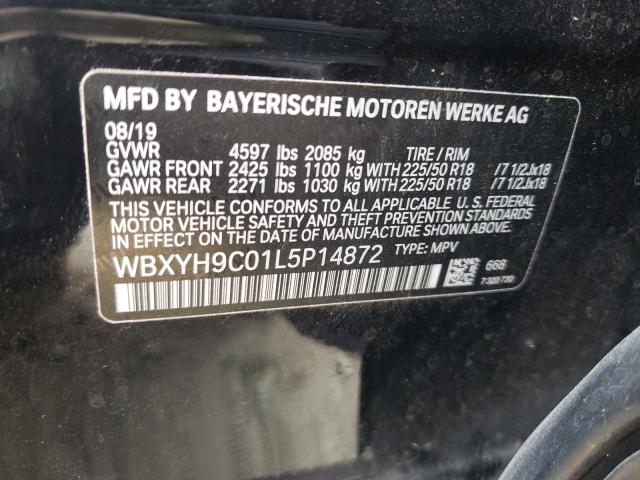 MFD BY BAYERISCHE MOTOREN WERKE AG
08/19
GVWR 4597 lbs 2085 kg TIRE / RIM
GAWR FRONT 2425 lbs 1100 kg WITH 225/50 R18 /7 1/2Jx18
GAWR REAR 2271 lbs 1030 kg WITH 225/50 R18 /7 1/2Jx18
THIS VEHICLE CONFORMS TO ALL APPLICABLE U.S. FEDERAL
MOTOR VEHICLE SAFETY AND THEFT PREVENTION STANDARDS
IN EFFECT ON THE DATE OF MANUFACTURE SHOWN ABOVE.
WBXYH9C01L5P14872 TYPE: MPV
668
7 320 730